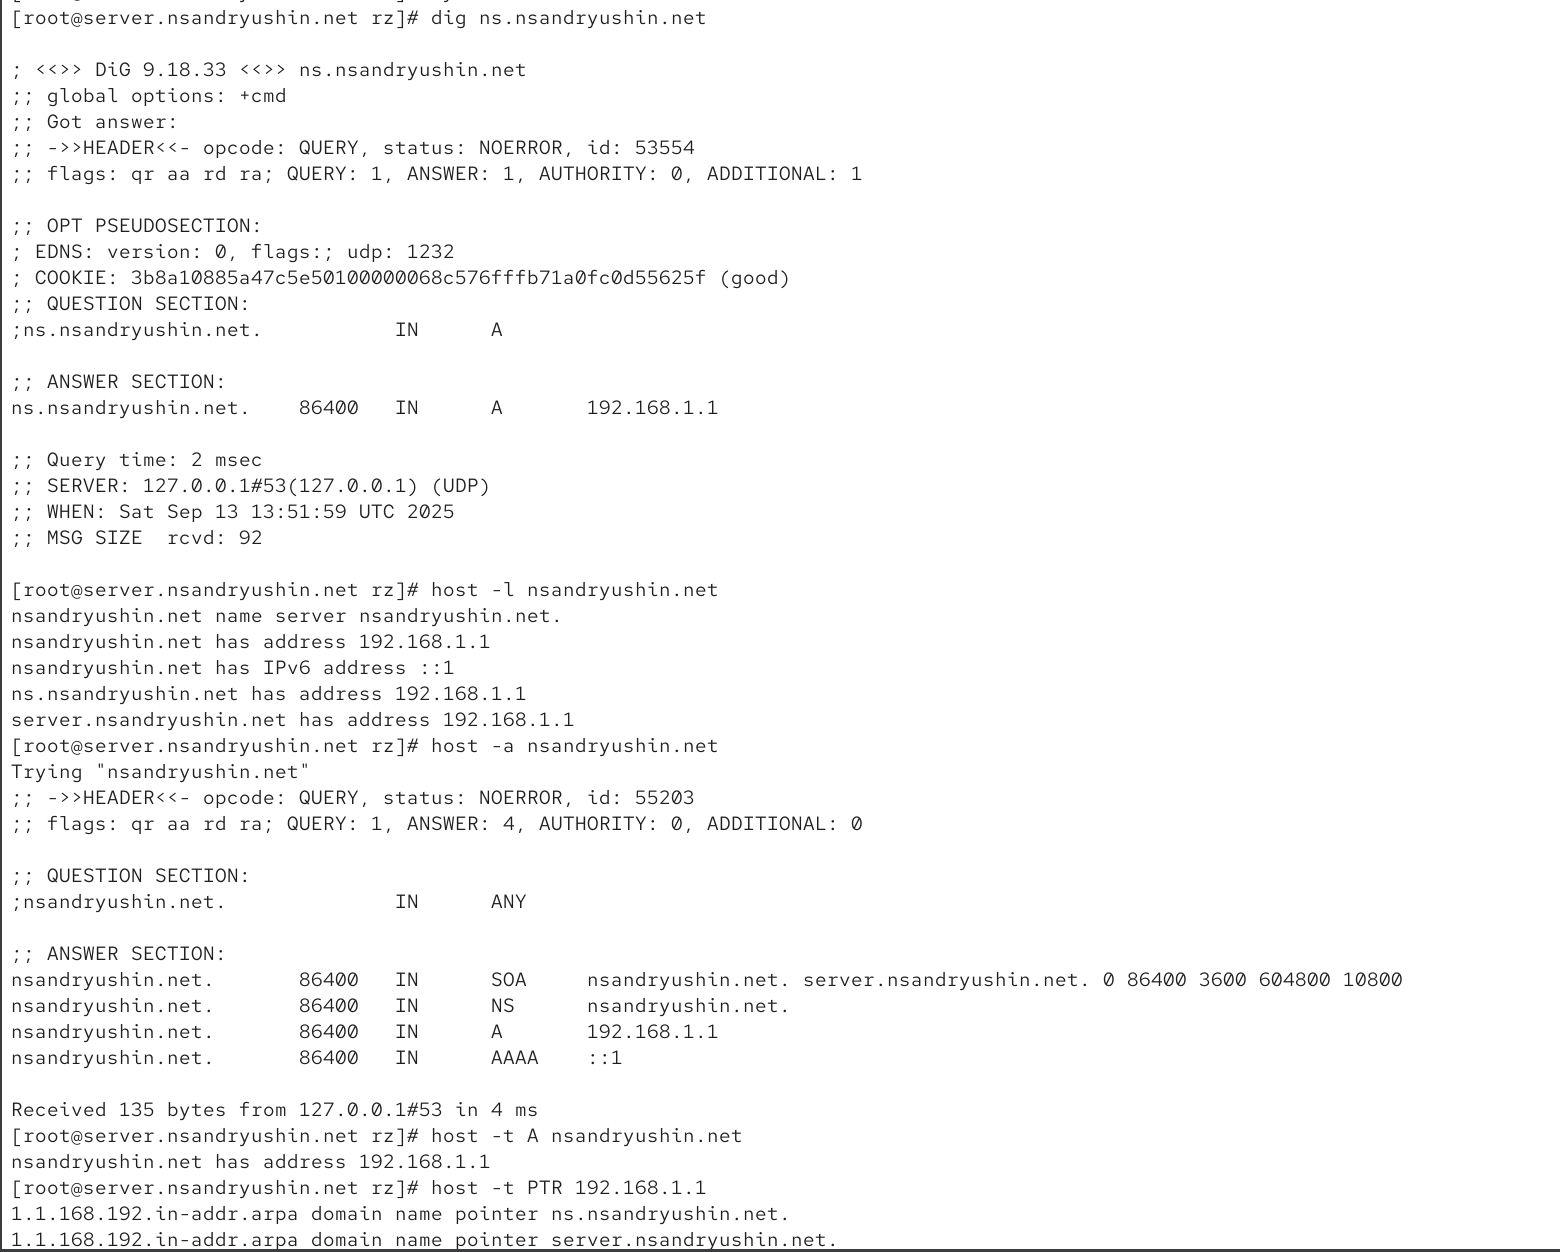 [root@server.nsandryushin.net rz]# dig ns.nsandryushin.net
; <<>> DiG 9.18.33 <<>> ns.nsandryushin.net
;; global options: +cmd
;; Got answer:
;; ->>HEADER<<- opcode: QUERY, status: NOERROR, id: 53554
;; flags: qr aa rd ra; QUERY: 1, ANSWER: 1, AUTHORITY: 0, ADDITIONAL: 1
;; OPT PSEUDOSECTION:
; EDNS: version: 0, flags:; udp: 1232
; COOKIE: 3b8a10885a47c5e50100000068c576fffb71a0fc0d55625f (good)
;; QUESTION SECTION:
;ns.nsandryushin.net. IN A
;; ANSWER SECTION:
ns.nsandryushin.net. 86400 IN A 192.168.1.1
;; Query time: 2 msec
;; SERVER: 127.0.0.1#53(127.0.0.1) (UDP)
;; WHEN: Sat Sep 13 13:51:59 UTC 2025
;; MSG SIZE  rcvd: 92
[root@server.nsandryushin.net rz]# host -l nsandryushin.net
nsandryushin.net name server nsandryushin.net.
nsandryushin.net has address 192.168.1.1
nsandryushin.net has IPv6 address ::1
ns.nsandryushin.net has address 192.168.1.1
server.nsandryushin.net has address 192.168.1.1
[root@server.nsandryushin.net rz]# host -a nsandryushin.net
Trying "nsandryushin.net"
;; ->>HEADER<<- opcode: QUERY, status: NOERROR, id: 55203
;; flags: qr aa rd ra; QUERY: 1, ANSWER: 4, AUTHORITY: 0, ADDITIONAL: 0
;; QUESTION SECTION:
;nsandryushin.net. IN ANY
;; ANSWER SECTION:
nsandryushin.net. 86400 IN SOA nsandryushin.net. server.nsandryushin.net. 0 86400 3600 604800 10800
nsandryushin.net. 86400 IN NS nsandryushin.net.
nsandryushin.net. 86400 IN A 192.168.1.1
nsandryushin.net. 86400 IN AAAA ::1
Received 135 bytes from 127.0.0.1#53 in 4 ms
[root@server.nsandryushin.net rz]# host -t A nsandryushin.net
nsandryushin.net has address 192.168.1.1
[root@server.nsandryushin.net rz]# host -t PTR 192.168.1.1
1.1.168.192.in-addr.arpa domain name pointer ns.nsandryushin.net.
1.1.168.192.in-addr.arpa domain name pointer server.nsandryushin.net.